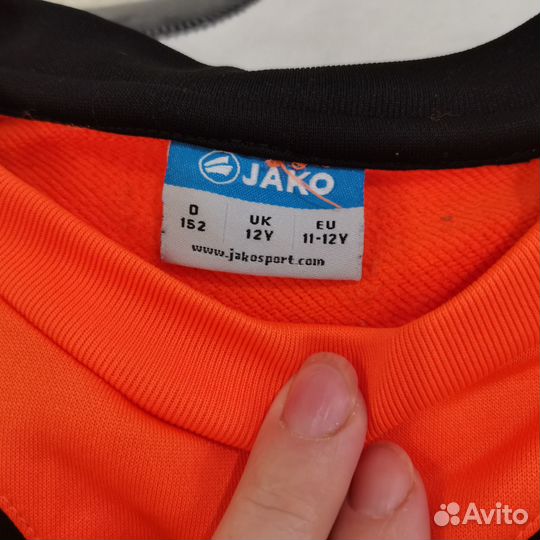 JAKO
D UK EU
152 12Y 11-12Y
www.jakosport.com
Avito